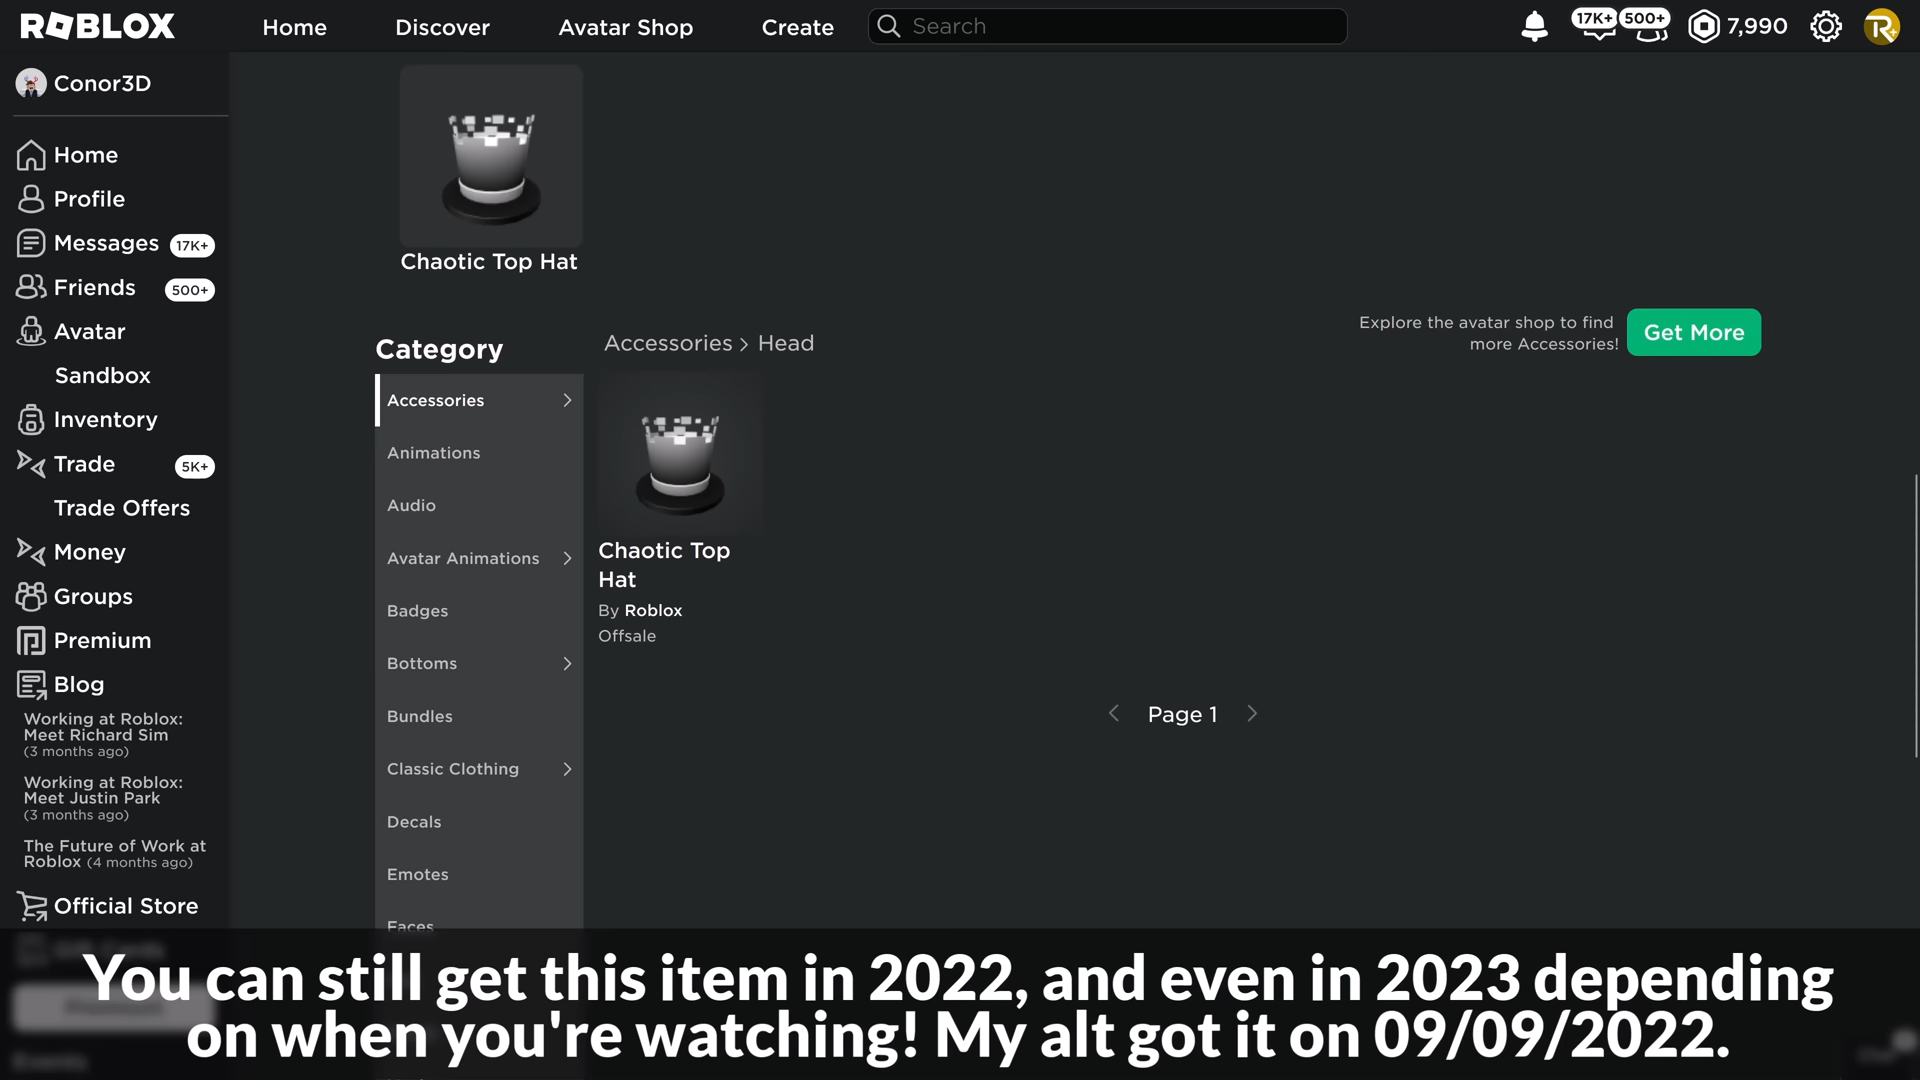 ROBLOX
Home
Discover
Avatar Shop
Create
Search
17K+
500+
7,990
Conor3D
Home
Profile
Messages 17K+
Friends 500+
Avatar
Sandbox
Inventory
Trade 5K+
Trade Offers
Money
Groups
Premium
Blog
Working at Roblox:
Meet Richard Sim
(3 months ago)
Working at Roblox:
Meet Justin Park
(3 months ago)
The Future of Work at
Roblox (4 months ago)
Official Store
Gift Cards
Events
Chaotic Top Hat
Category
Accessories
Animations
Audio
Avatar Animations
Badges
Bottoms
Bundles
Classic Clothing
Decals
Emotes
Faces
Accessories > Head
Explore the avatar shop to find
more Accessories!
Get More
Chaotic Top
Hat
By Roblox
Offsale
Page 1
You can still get this item in 2022, and even in 2023 depending
on when you're watching! My alt got it on 09/09/2022.